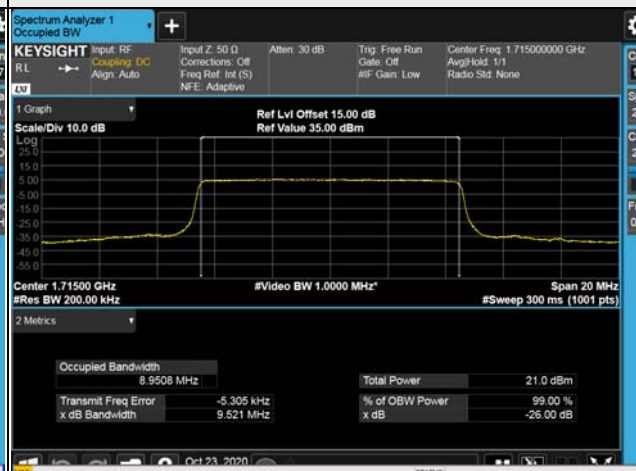 Spectrum Analyzer 1
Occupied BW
+
KEYSIGHT Input: RF Input Z: 50 Ω Atten: 30 dB Trig: Free Run Center Freq: 1.715000000 GHz
RL Coupling: DC Corrections: Off Gate: Off Avg|Hold: 1/1
Align: Auto Freq Ref: Int (S) #IF Gain: Low Radio Std: None
LXI NFE: Adaptive
1 Graph
Ref Lvl Offset 15.00 dB
Scale/Div 10.0 dB Ref Value 35.00 dBm
Log
25.0
15.0
5.00
-5.00
-15.0
-25.0
-35.0
-45.0
-55.0
Center 1.71500 GHz #Video BW 1.0000 MHz* Span 20 MHz
#Res BW 200.00 kHz #Sweep 300 ms (1001 pts)
2 Metrics
Occupied Bandwidth
8.9508 MHz Total Power 21.0 dBm
Transmit Freq Error -5.305 kHz % of OBW Power 99.00 %
x dB Bandwidth 9.521 MHz x dB -26.00 dB
Oct 23, 2020